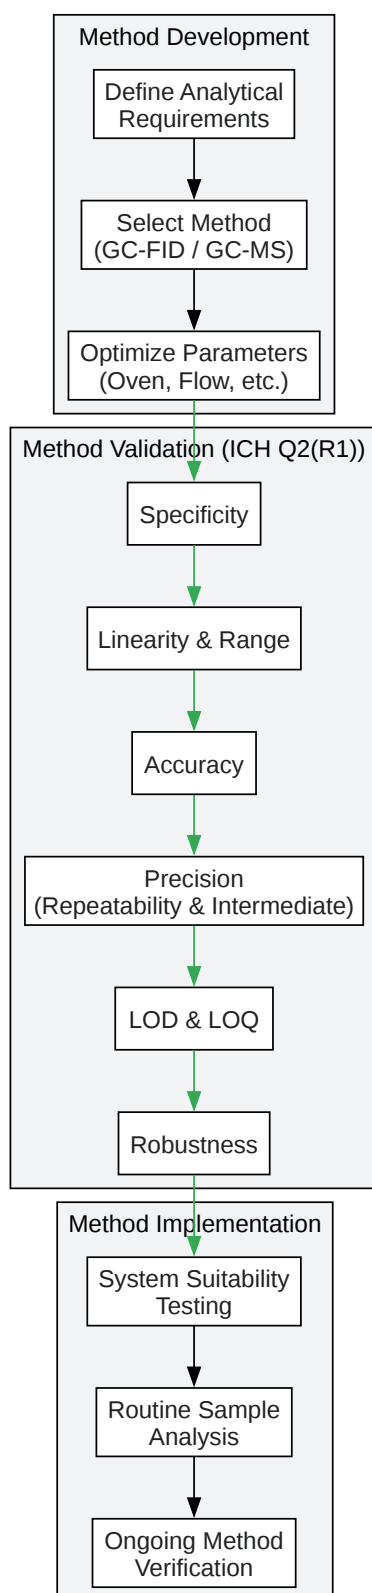 Method Development
Define Analytical
Requirements
Select Method
(GC-FID / GC-MS)
Optimize Parameters
(Oven, Flow, etc.)
Method Validation (ICH Q2(R1))
Specificity
Linearity & Range
Accuracy
Precision
(Repeatability & Intermediate)
LOD & LOQ
Robustness
Method Implementation
System Suitability
Testing
Routine Sample
Analysis
Ongoing Method
Verification